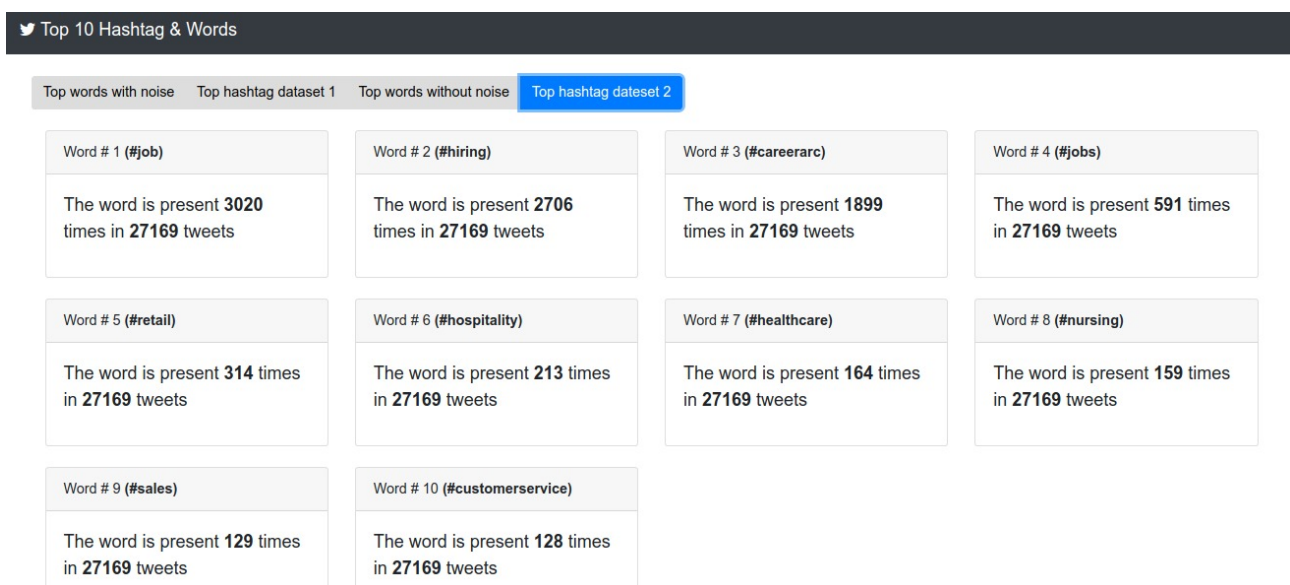 Top 10 Hashtag & Words
Top words with noise Top hashtag dataset 1 Top words without noise Top hashtag dateset 2
Word # 1 (#job)
The word is present 3020
times in 27169 tweets
Word # 2 (#hiring)
The word is present 2706
times in 27169 tweets
Word # 3 (#careerarc)
The word is present 1899
times in 27169 tweets
Word # 4 (#jobs)
The word is present 591 times
in 27169 tweets
Word # 5 (#retail)
The word is present 314 times
in 27169 tweets
Word # 6 (#hospitality)
The word is present 213 times
in 27169 tweets
Word # 7 (#healthcare)
The word is present 164 times
in 27169 tweets
Word # 8 (#nursing)
The word is present 159 times
in 27169 tweets
Word # 9 (#sales)
The word is present 129 times
in 27169 tweets
Word # 10 (#customerservice)
The word is present 128 times
in 27169 tweets